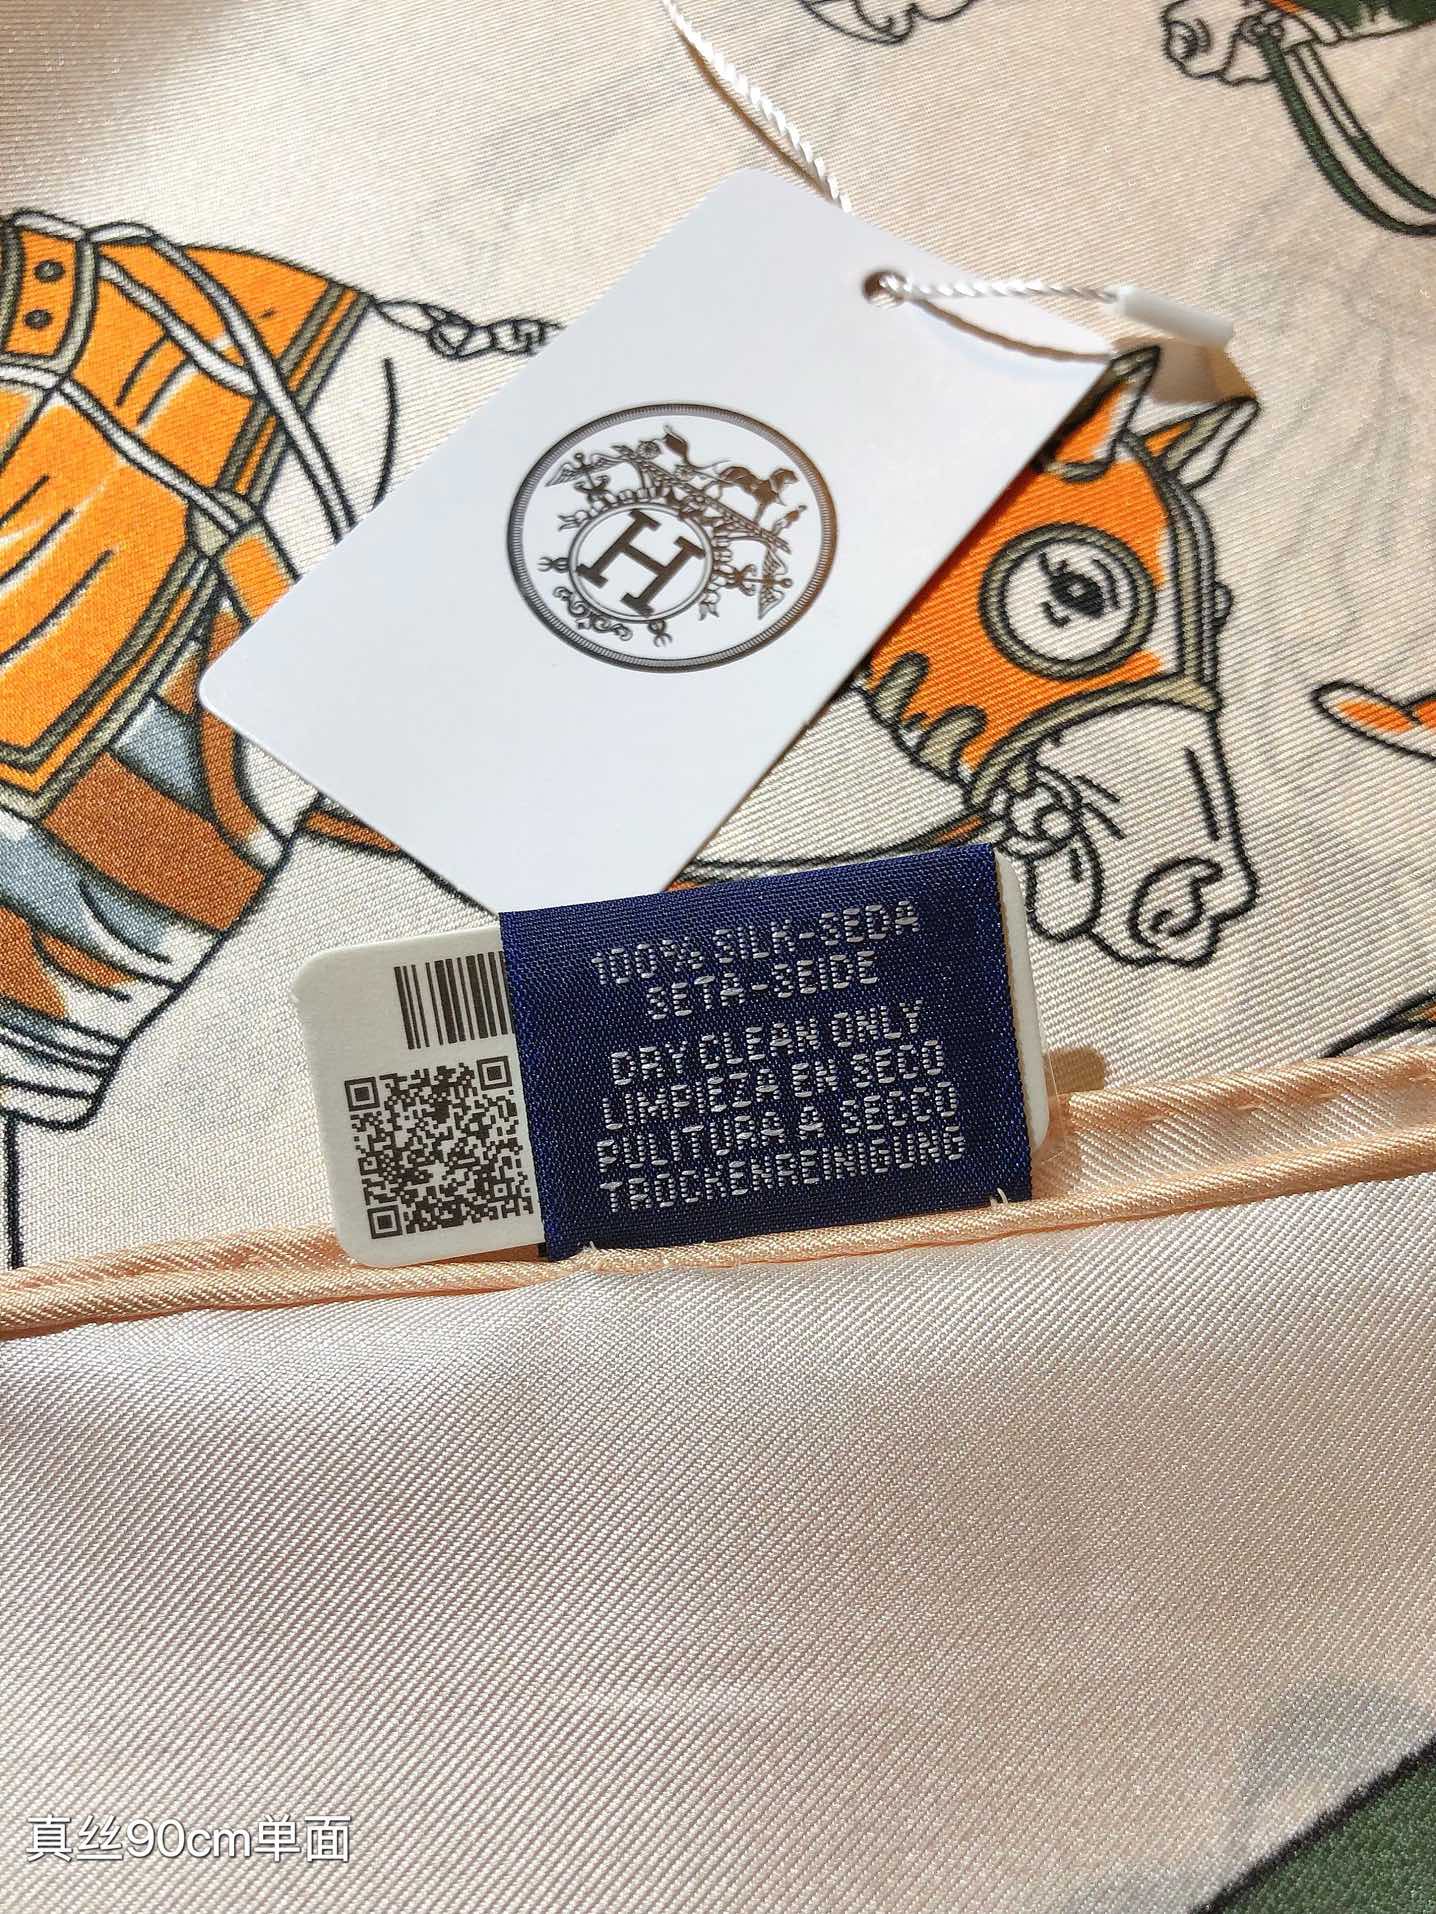 H
100% SILK-SEDA
SETA-SEIDE
DRY CLEAN ONLY
LIMPIEZA EN SECO
PULITURA A SECCO
TROCKENREINIGUNG
真丝90cm单面